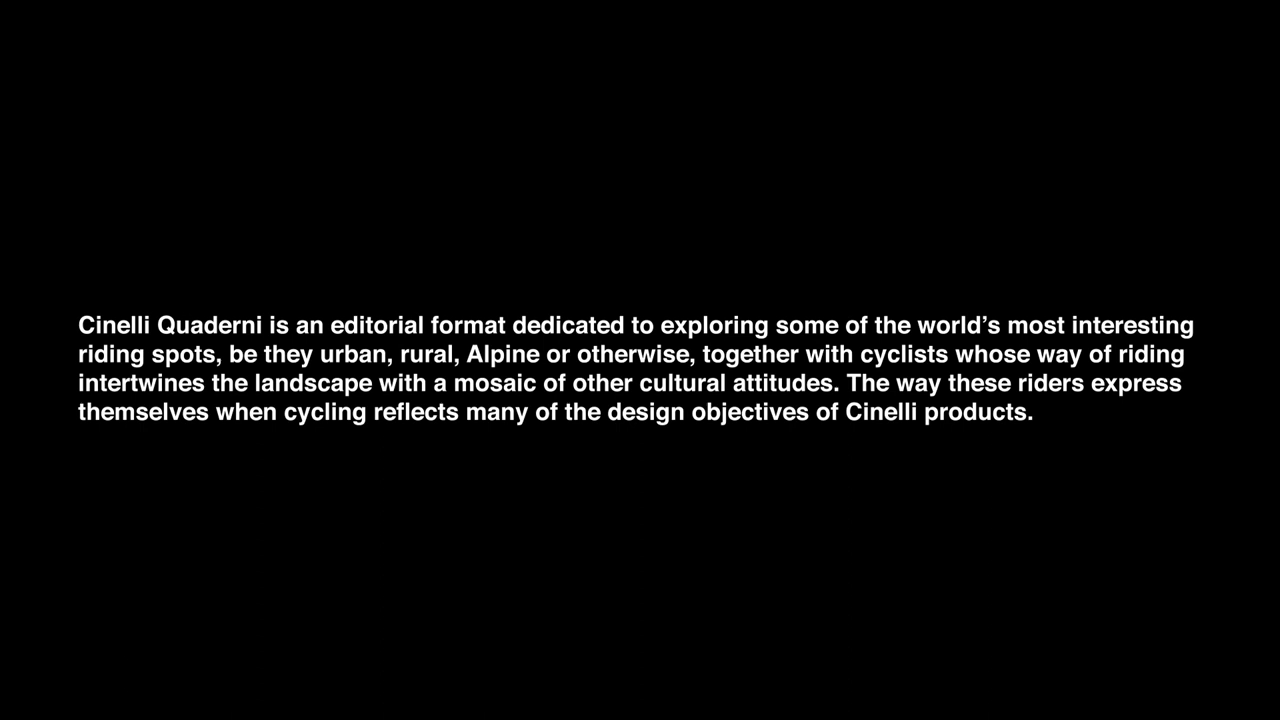 Cinelli Quaderni is an editorial format dedicated to exploring some of the world’s most interesting
riding spots, be they urban, rural, Alpine or otherwise, together with cyclists whose way of riding
intertwines the landscape with a mosaic of other cultural attitudes. The way these riders express
themselves when cycling reflects many of the design objectives of Cinelli products.